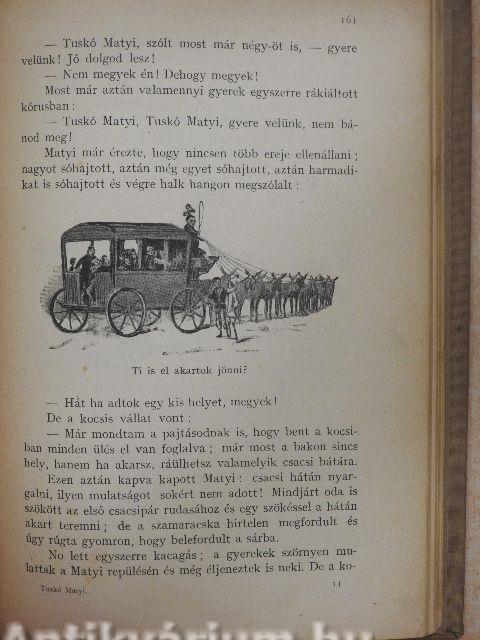 161
— Tuskó Matyi, szólt most már négy-öt is, — gyere
velünk! Jó dolgod lesz!
— Nem megyek én! Dehogy megyek!
Most már aztán valamennyi gyerek egyszerre rákiáltott
kórusban:
— Tuskó Matyi, Tuskó Matyi, gyere velünk, nem bá-
nod meg!
Matyi már érezte, hogy nincsen több ereje ellenállani;
nagyot sóhajtott, aztán még egyet sóhajtott, aztán harmadi-
kat is sóhajtott és végre halk hangon megszólalt:
Ti is el akartok jönni?
— Hát ha adtok egy kis helyet, megyek!
De a kocsis vállat vont:
— Már mondtam a pajtásodnak is, hogy bent a kocsi-
ban minden ülés el van foglalva; már most a bakon sincs
hely, hanem ha akarsz, ráülhetsz valamelyik csacsi hátára.
Ezen aztán kapva kapott Matyi: csacsi hátán nyar-
galni, ilyen mulatságot sokért nem adott! Mindjárt oda is
szökött az első csacsipár rudasához és egy szökéssel a hátán
akart teremni; de a szamaracska hirtelen megfordult és
úgy rúgta gyomron, hogy belefordult a sárba.
No lett egyszerre kacagás; a gyerekek szörnyen mu-
lattak a Matyi repülésén és még éljeneztek is neki. De a ko-
Tuskó Matyi.
11
Antikvárium.hu